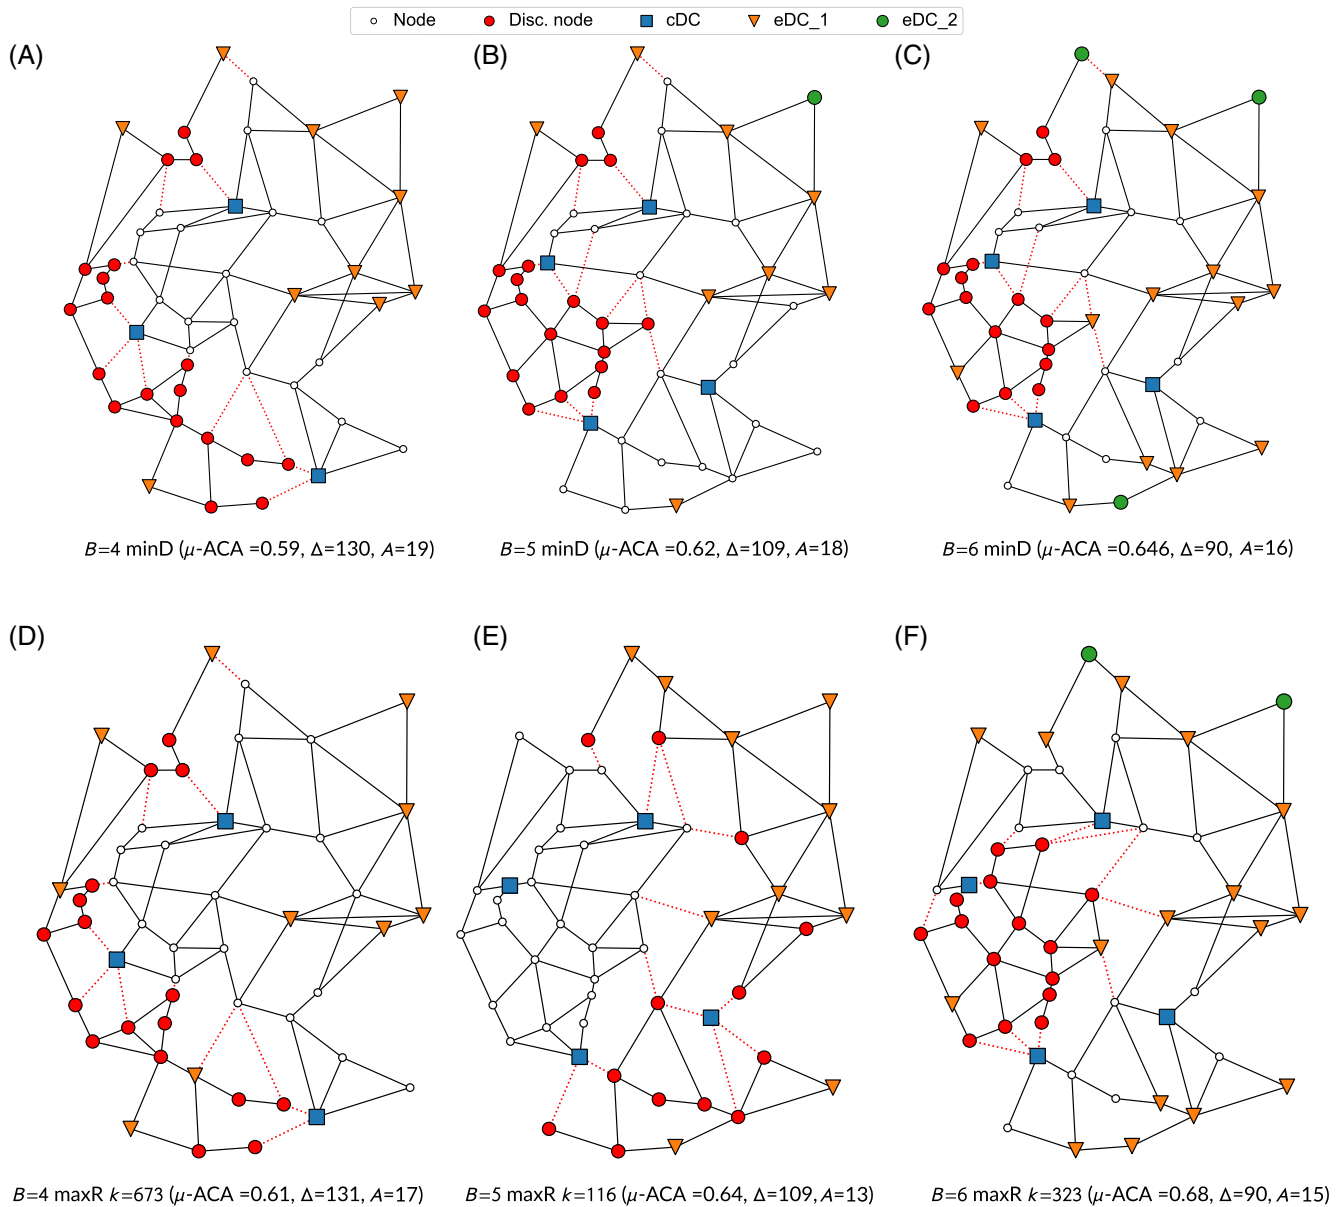 Node Disc. node cDC eDC_1 eDC_2
(A) (B) (C)
B=4 minD (μ-ACA =0.59, Δ=130, A=19)
B=5 minD (μ-ACA =0.62, Δ=109, A=18)
B=6 minD (μ-ACA =0.646, Δ=90, A=16)
(D) (E) (F)
B=4 maxR k=673 (μ-ACA =0.61, Δ=131, A=17)
B=5 maxR k=116 (μ-ACA =0.64, Δ=109, A=13)
B=6 maxR k=323 (μ-ACA =0.68, Δ=90, A=15)